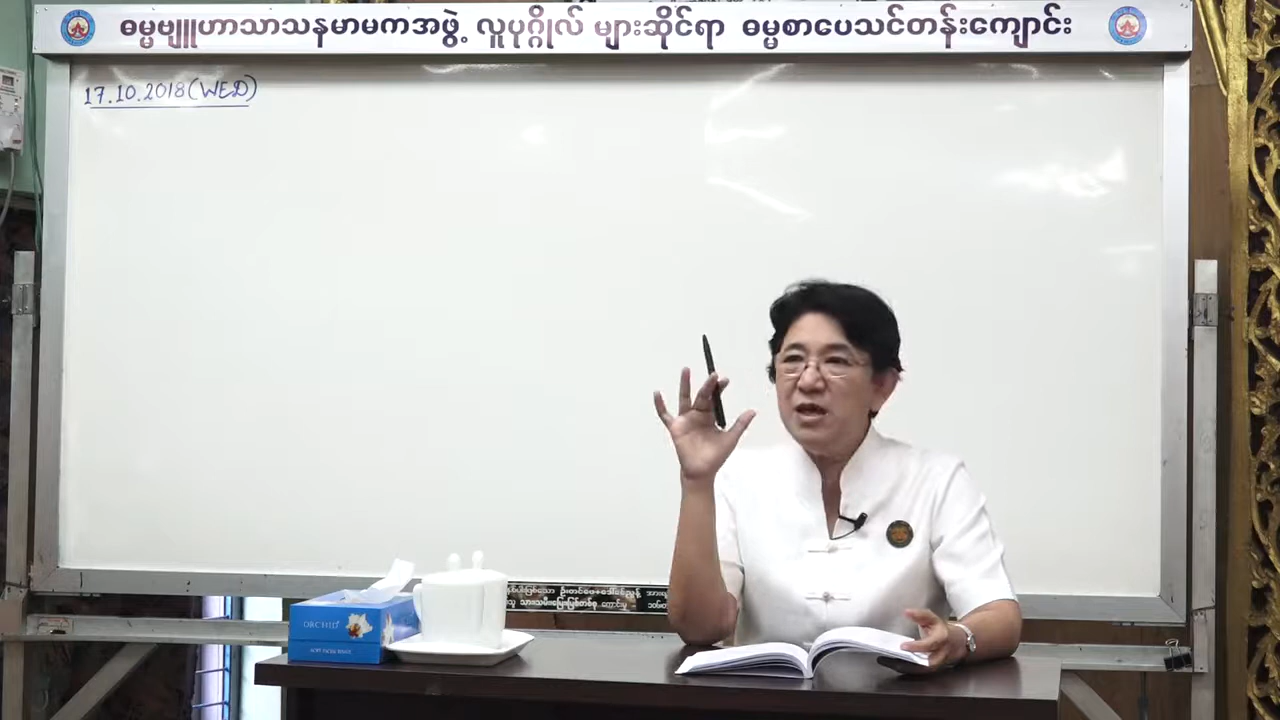 ဓမ္မဗျူဟာသာသနမာမကအဖွဲ့ လူပုဂ္ဂိုလ် များဆိုင်ရာ ဓမ္မစာပေသင်တန်းကျောင်း
17.10.2018(WED)
ORCHID